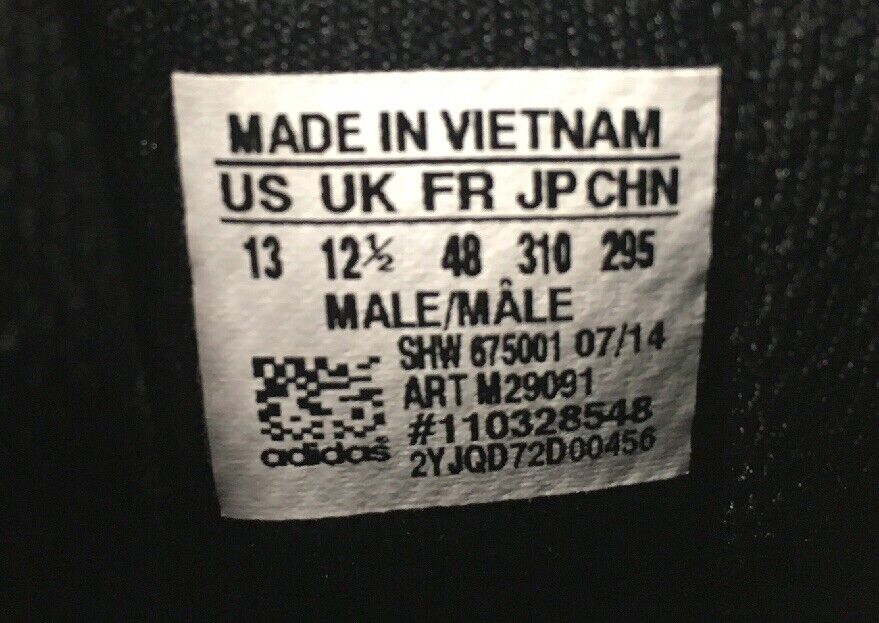 MADE IN VIETNAM
US UK FR JP CHN
13 12½ 48 310 295
MALE/MÂLE
SHW 675001 07/14
ART M29091
#110328548
adidas® 2YJQD72D00456